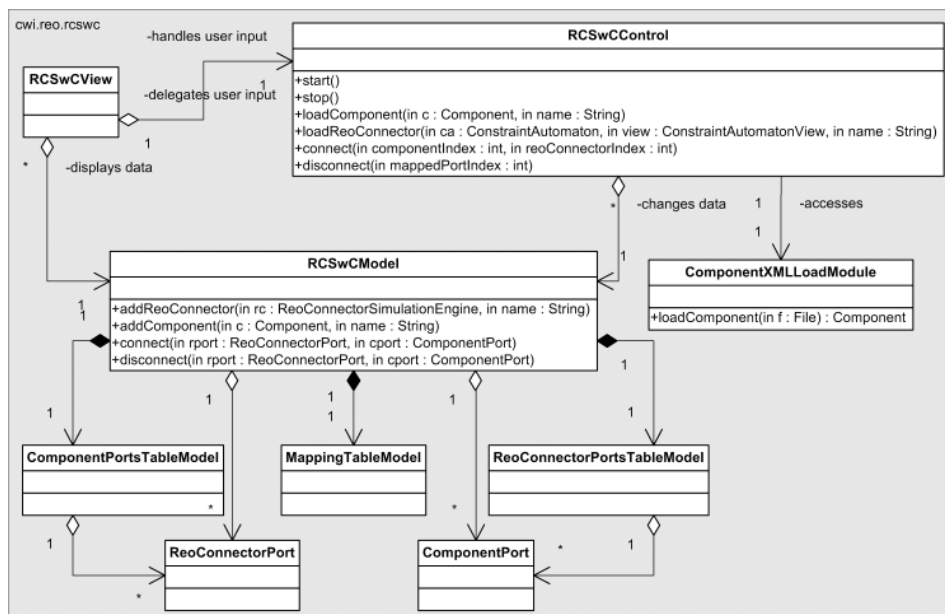 cwi.reo.rcswc
-handles user input
RCSwCControl
RCSwCView
-delegates user input
1
1
+start()
+stop()
+loadComponent(in c : Component, in name : String)
+loadReoConnector(in ca : ConstraintAutomaton, in view : ConstraintAutomatonView, in name : String)
+connect(in componentIndex : int, in reoConnectorIndex : int)
+disconnect(in mappedPortIndex : int)
*
-displays data
*
-changes data
1
-accesses
1
1
RCSwCModel
ComponentXMLLoadModule
+loadComponent(in f : File) : Component
1
1
+addReoConnector(in rc : ReoConnectorSimulationEngine, in name : String)
+addComponent(in c : Component, in name : String)
+connect(in rport : ReoConnectorPort, in cport : ComponentPort)
+disconnect(in rport : ReoConnectorPort, in cport : ComponentPort)
1
1
1
1
1
1
1
1
ComponentPortsTableModel
MappingTableModel
ReoConnectorPortsTableModel
*
*
1
1
ReoConnectorPort
ComponentPort
*
*